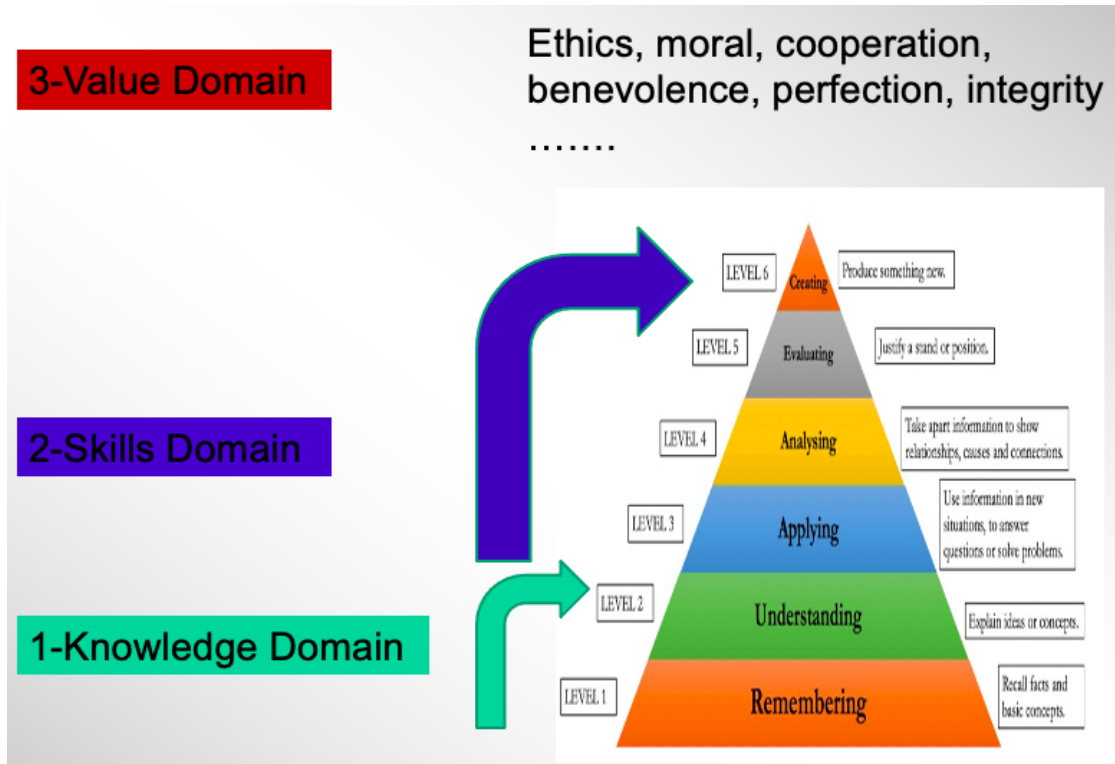 3-Value Domain
Ethics, moral, cooperation,
benevolence, perfection, integrity
.......
LEVEL 6
Creating
Produce something new.
LEVEL 5
Evaluating
Justify a stand or position.
2-Skills Domain
LEVEL 4
Analysing
Take apart information to show
relationships, causes and connections.
LEVEL 3
Applying
Use information in new
situations, to answer
questions or solve problems.
LEVEL 2
Understanding
Explain ideas or concepts.
1-Knowledge Domain
LEVEL 1
Remembering
Recall facts and
basic concepts.